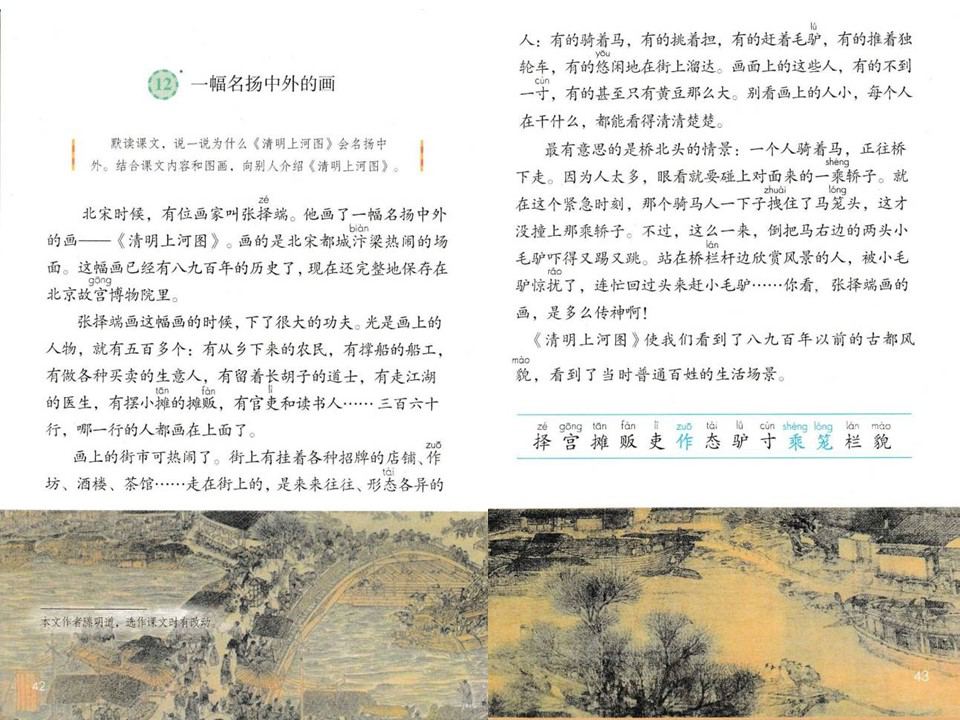 12 一幅名扬中外的画
默读课文，说一说为什么《清明上河图》会名扬中
外。结合课文内容和图画，向别人介绍《清明上河图》。
zé
北宋时候，有位画家叫张择端。他画了一幅名扬中外
biàn
的画——《清明上河图》。画的是北宋都城汴梁热闹的场
面。这幅画已经有八九百年的历史了，现在还完整地保存在
gōng
北京故宫博物院里。
张择端画这幅画的时候，下了很大的功夫。光是画上的
人物，就有五百多个：有从乡下来的农民，有撑船的船工，
有做各种买卖的生意人，有留着长胡子的道士，有走江湖
tān fàn lì
的医生，有摆小摊的摊贩，有官吏和读书人……三百六十
行，哪一行的人都画在上面了。
zuō
画上的街市可热闹了。街上有挂着各种招牌的店铺、作
tài
坊、酒楼、茶馆……走在街上的，是来来往往、形态各异的
本文作者滕明道，选作课文时有改动。
42
lǘ
人：有的骑着马，有的挑着担，有的赶着毛驴，有的推着独
yōu
轮车，有的悠闲地在街上溜达。画面上的这些人，有的不到
cùn
一寸，有的甚至只有黄豆那么大。别看画上的人小，每个人
在干什么，都能看得清清楚楚。
最有意思的是桥北头的情景：一个人骑着马，正往桥
shèng
下走。因为人太多，眼看就要碰上对面来的一乘轿子。就
zhuài lóng
在这个紧急时刻，那个骑马人一下子拽住了马笼头，这才
没撞上那乘轿子。不过，这么一来，倒把马右边的两头小
lán
毛驴吓得又踢又跳。站在桥栏杆边欣赏风景的人，被小毛
rǎo
驴惊扰了，连忙回过头来赶小毛驴……你看，张择端画的
画，是多么传神啊！
《清明上河图》使我们看到了八九百年以前的古都风
mào
貌，看到了当时普通百姓的生活场景。
zé gōng tān fàn lì zuō tài lú cùn shèng lóng lán mào
择 宫 摊 贩 吏 作 态 驴 寸 乘 笼 栏 貌
43